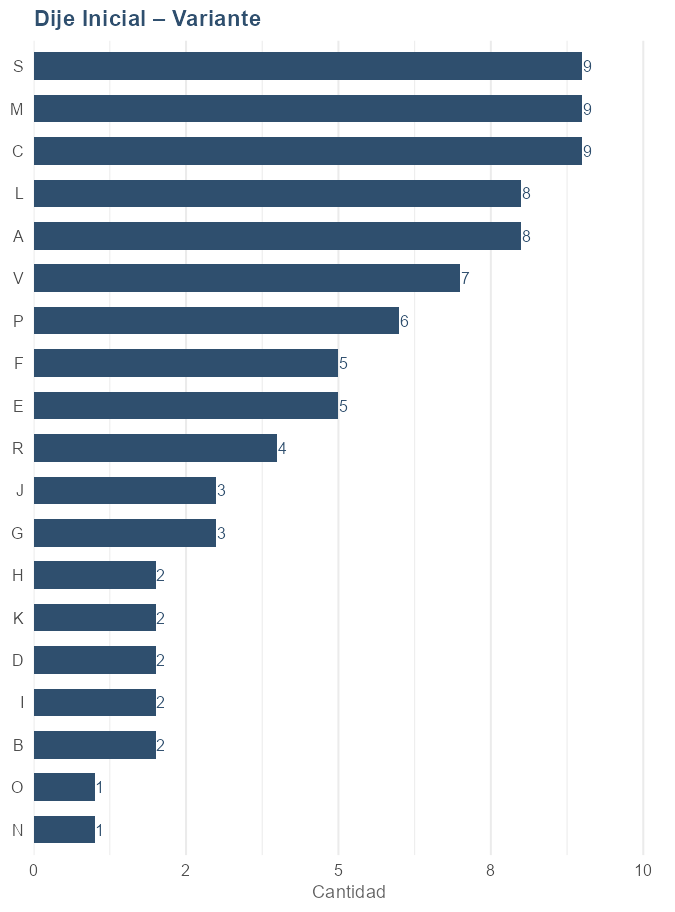 Dije Inicial – Variante
S 9
M 9
C 9
L 8
A 8
V 7
P 6
F 5
E 5
R 4
J 3
G 3
H 2
K 2
D 2
I 2
B 2
O 1
N 1
0 2 5 8 10
Cantidad